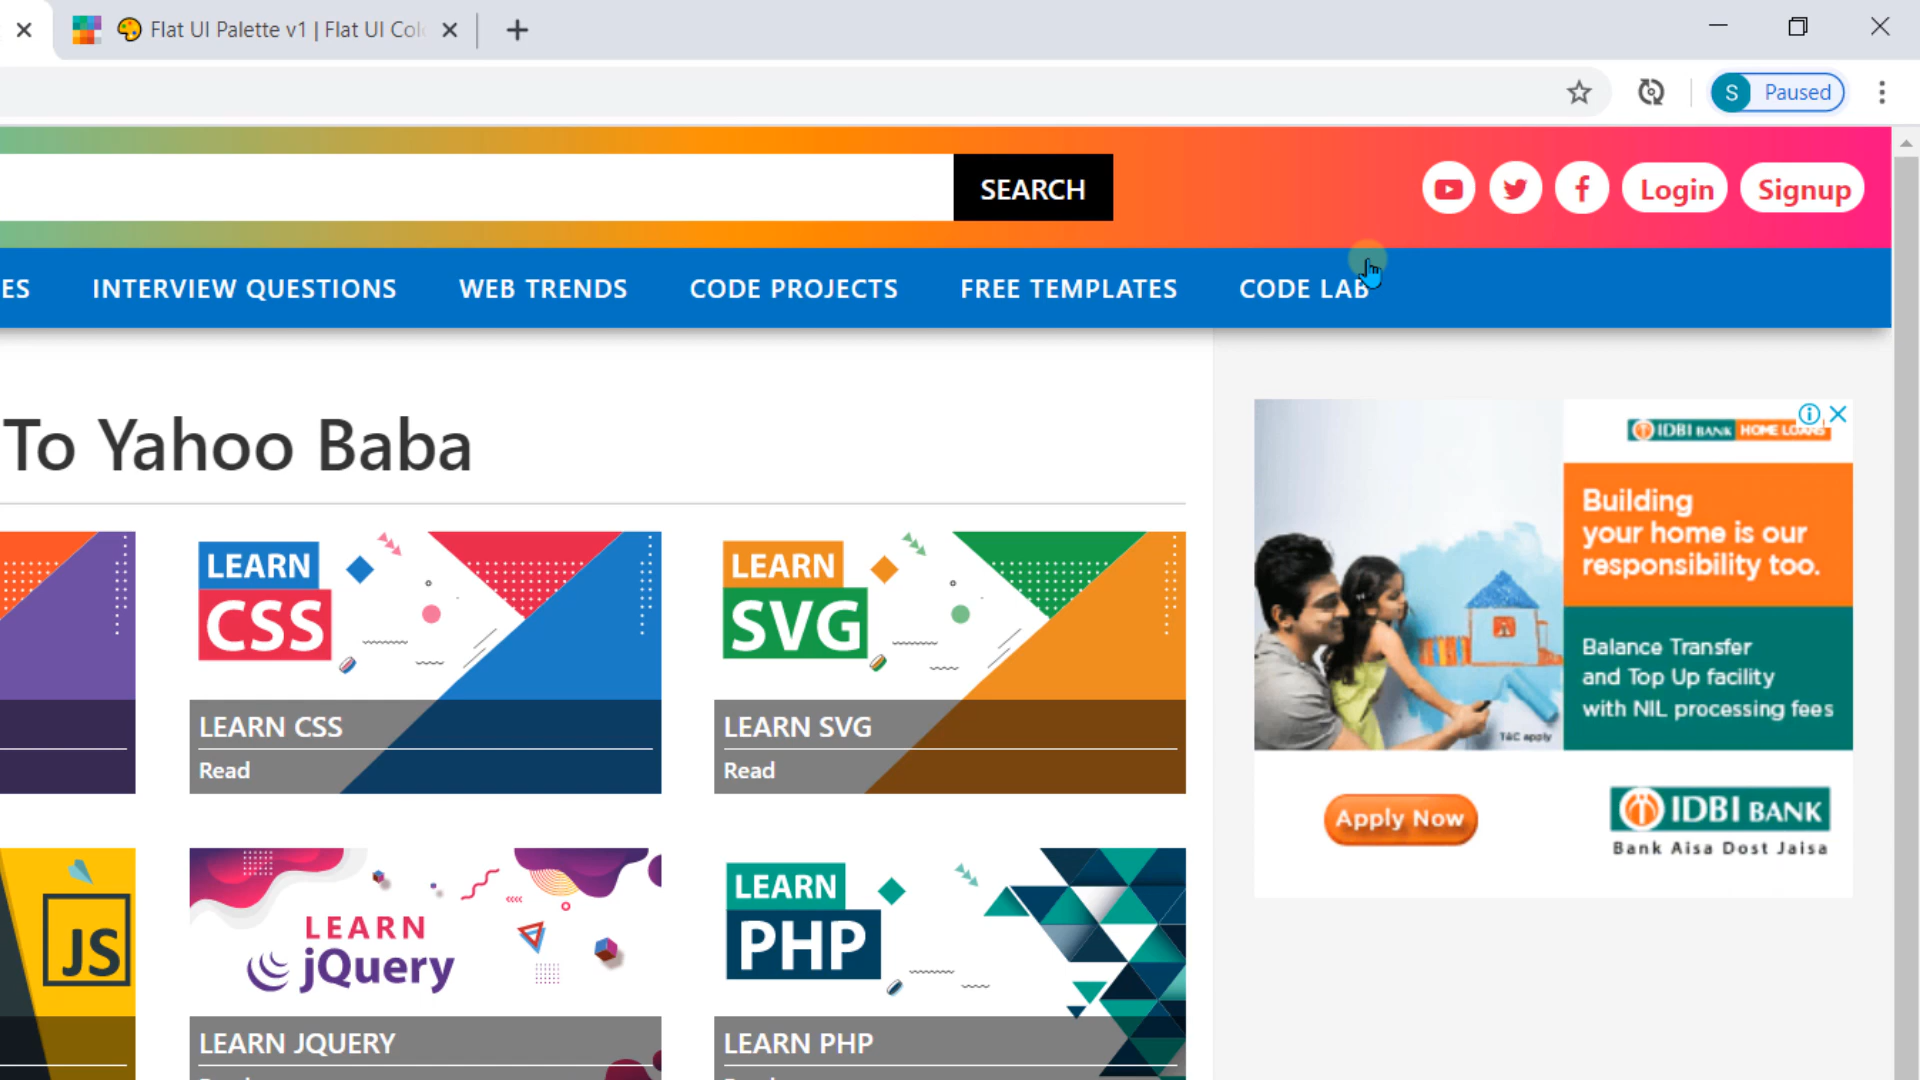 Flat UI Palette v1 | Flat UI Col
S Paused
SEARCH
Login Signup
ES INTERVIEW QUESTIONS WEB TRENDS CODE PROJECTS FREE TEMPLATES CODE LAB
To Yahoo Baba
LEARN
CSS
LEARN CSS
Read
LEARN
SVG
LEARN SVG
Read
JS
LEARN
jQuery
LEARN JQUERY
LEARN
PHP
LEARN PHP
IDBI BANK HOME LOANS
Building
your home is our
responsibility too.
Balance Transfer
and Top Up facility
with NIL processing fees
T&C apply
Apply Now
IDBI BANK
Bank Aisa Dost Jaisa